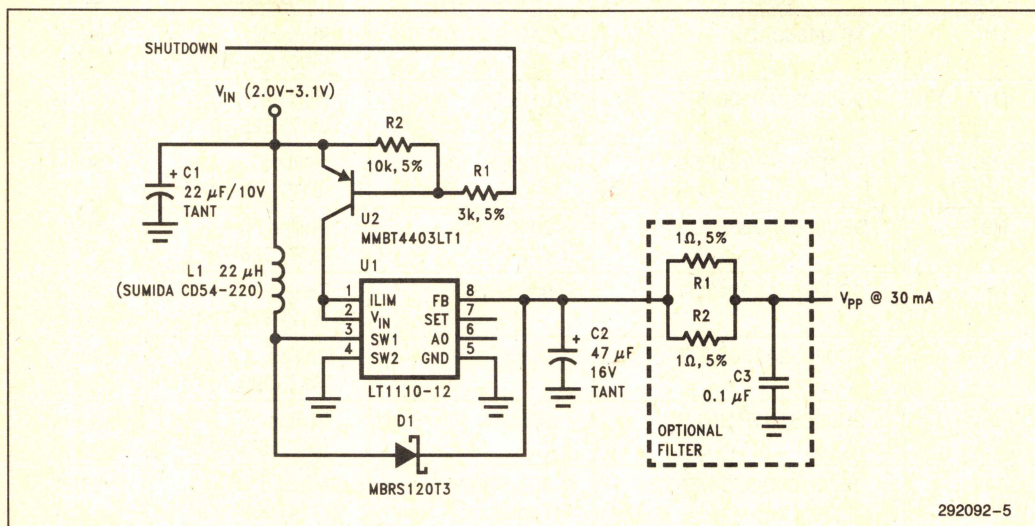 SHUTDOWN
V_IN (2.0V-3.1V)
R2
10k, 5%
R1
3k, 5%
+ C1
22 µF/10V
TANT
U2
MMBT4403LT1
L1 22 µH
(SUMIDA CD54-220)
U1
1 ILIM FB 8
2 V_IN SET 7
3 SW1 AO 6
4 SW2 GND 5
LT1110-12
D1
MBRS120T3
+ C2
47 µF
16V
TANT
1Ω, 5%
R1
R2
1Ω, 5%
C3
0.1 µF
OPTIONAL
FILTER
V_PP @ 30 mA
292092-5